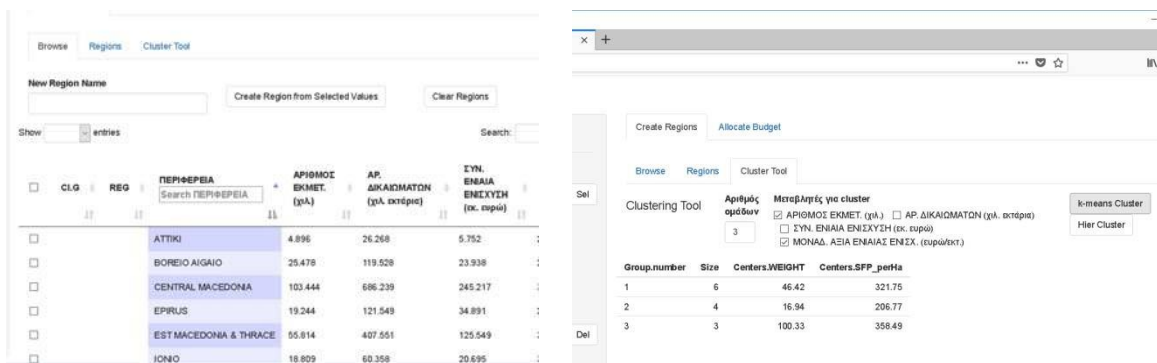 Browse Regions Cluster Tool
New Region Name
Create Region from Selected Values Clear Regions
Show entries Search:
CI.G REG ΠΕΡΙΦΕΡΕΙΑ ΑΡΙΘΜΟΣ ΕΚΜΕΤ. (χιλ.) ΑΡ. ΔΙΚΑΙΩΜΑΤΩΝ (χιλ. εκτάρια) ΣΥΝ. ΕΝΙΑΙΑ ΕΝΙΣΧΥΣΗ (εκ. ευρώ)
Search ΠΕΡΙΦΕΡΕΙΑ
ATTIKI 4.896 26.268 5.752
BOREIO AIGAIO 25.478 119.528 23.938
CENTRAL MACEDONIA 103.444 686.239 245.217
EPIRUS 19.244 121.549 34.891
EST MACEDONIA & THRACE 55.814 407.551 125.549
IONIO 18.809 60.358 20.695
Create Regions Allocate Budget
Browse Regions Cluster Tool
Sel
Clustering Tool
Αριθμός ομάδων
3
Μεταβλητές για cluster
ΑΡΙΘΜΟΣ ΕΚΜΕΤ. (χιλ.) ΑΡ. ΔΙΚΑΙΩΜΑΤΩΝ (χιλ. εκτάρια)
ΣΥΝ. ΕΝΙΑΙΑ ΕΝΙΣΧΥΣΗ (εκ. ευρώ)
ΜΟΝΑΔ. ΑΞΙΑ ΕΝΙΑΙΑΣ ΕΝΙΣΧ. (ευρώ/εκτ.)
k-means Cluster
Hier Cluster
Group.number Size Centers.WEIGHT Centers.SFP_perHa
1 6 46.42 321.75
2 4 16.94 206.77
3 3 100.33 358.49
Del